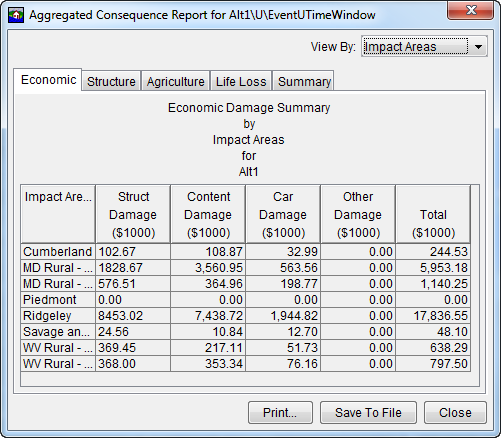 Aggregated Consequence Report for Alt1\U\EventUTimeWindow
View By: Impact Areas
Economic Structure Agriculture Life Loss Summary
Economic Damage Summary
by
Impact Areas
for
Alt1
Impact Are... Struct Damage ($1000) Content Damage ($1000) Car Damage ($1000) Other Damage ($1000) Total ($1000)
Cumberland 102.67 108.87 32.99 0.00 244.53
MD Rural - ... 1828.67 3,560.95 563.56 0.00 5,953.18
MD Rural - ... 576.51 364.96 198.77 0.00 1,140.25
Piedmont 0.00 0.00 0.00 0.00 0.00
Ridgeley 8453.02 7,438.72 1,944.82 0.00 17,836.55
Savage an... 24.56 10.84 12.70 0.00 48.10
WV Rural - ... 369.45 217.11 51.73 0.00 638.29
WV Rural - ... 368.00 353.34 76.16 0.00 797.50
Print... Save To File Close